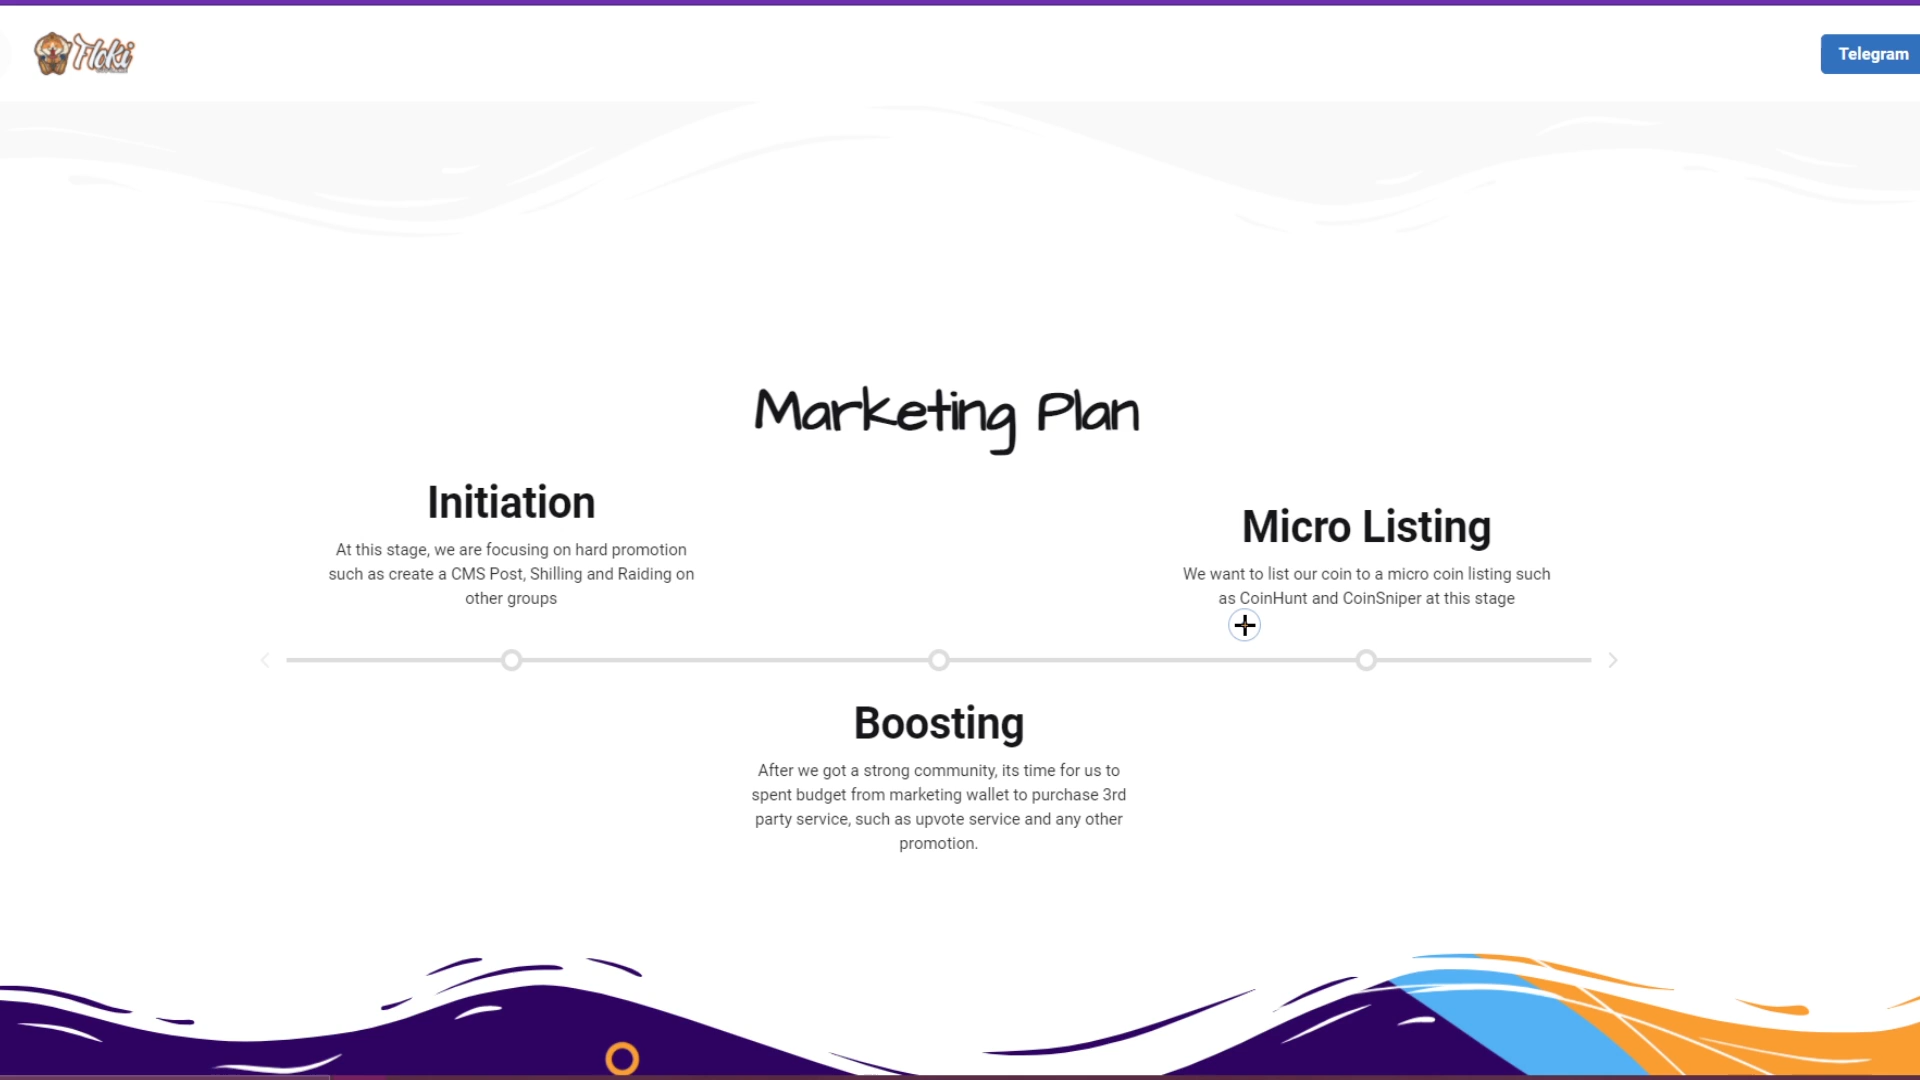 Floki
Telegram
Marketing Plan
Initiation
At this stage, we are focusing on hard promotion
such as create a CMS Post, Shilling and Raiding on
other groups
Micro Listing
We want to list our coin to a micro coin listing such
as CoinHunt and CoinSniper at this stage
Boosting
After we got a strong community, its time for us to
spent budget from marketing wallet to purchase 3rd
party service, such as upvote service and any other
promotion.